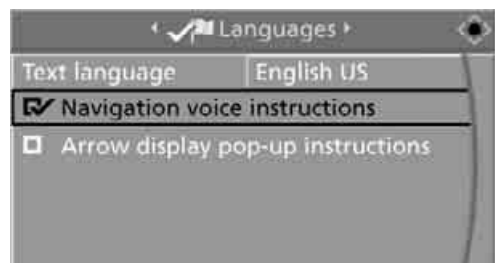 Languages
Text language English US
Navigation voice instructions
Arrow display pop-up instructions